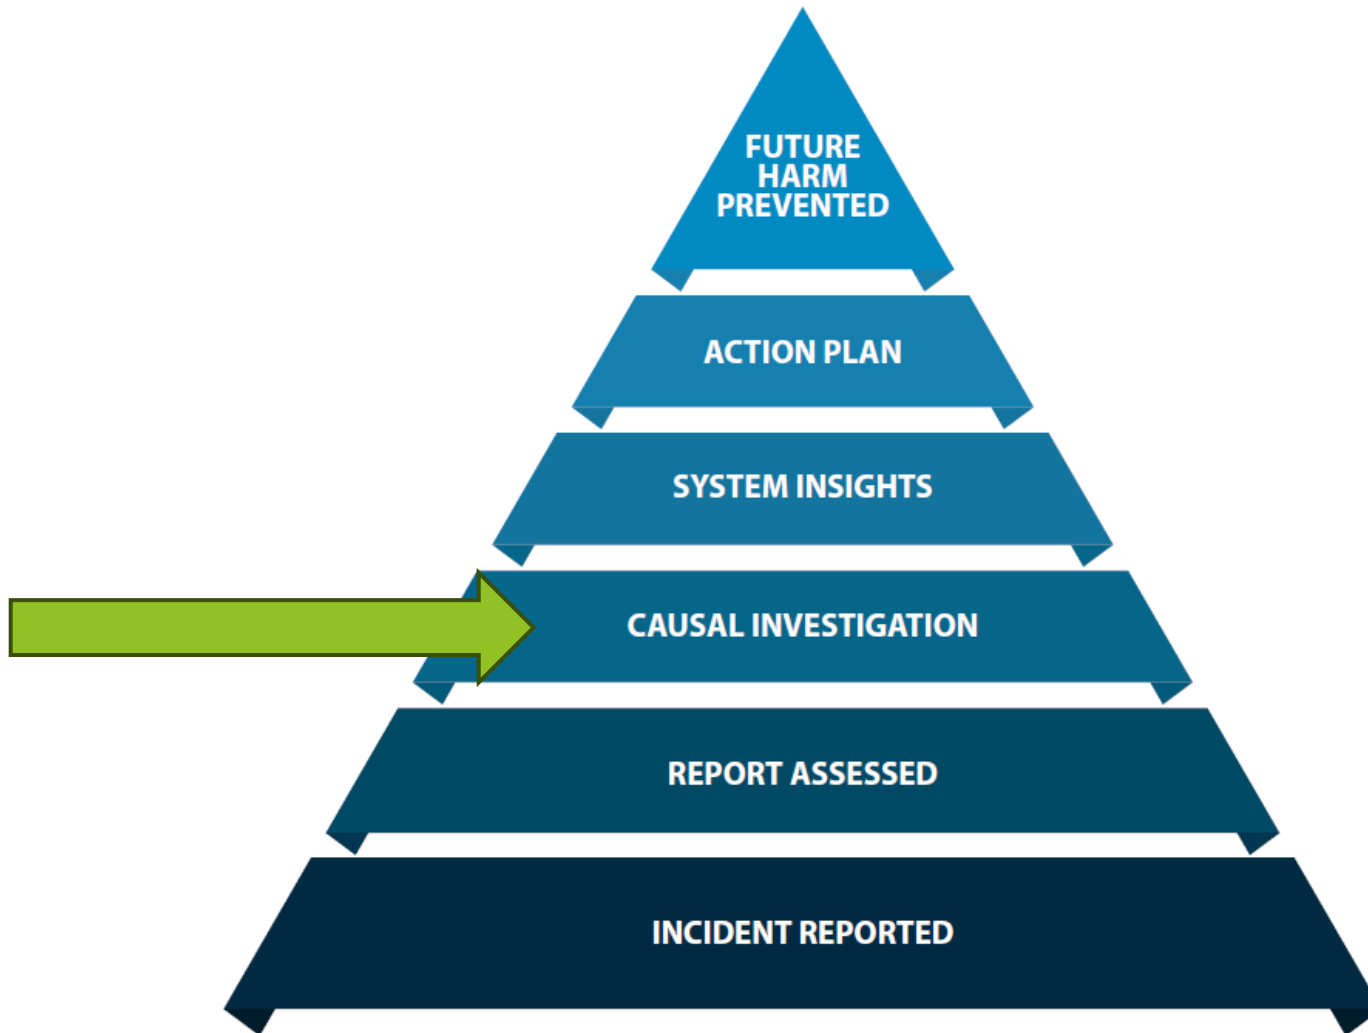 FUTURE
HARM
PREVENTED
ACTION PLAN
SYSTEM INSIGHTS
CAUSAL INVESTIGATION
REPORT ASSESSED
INCIDENT REPORTED